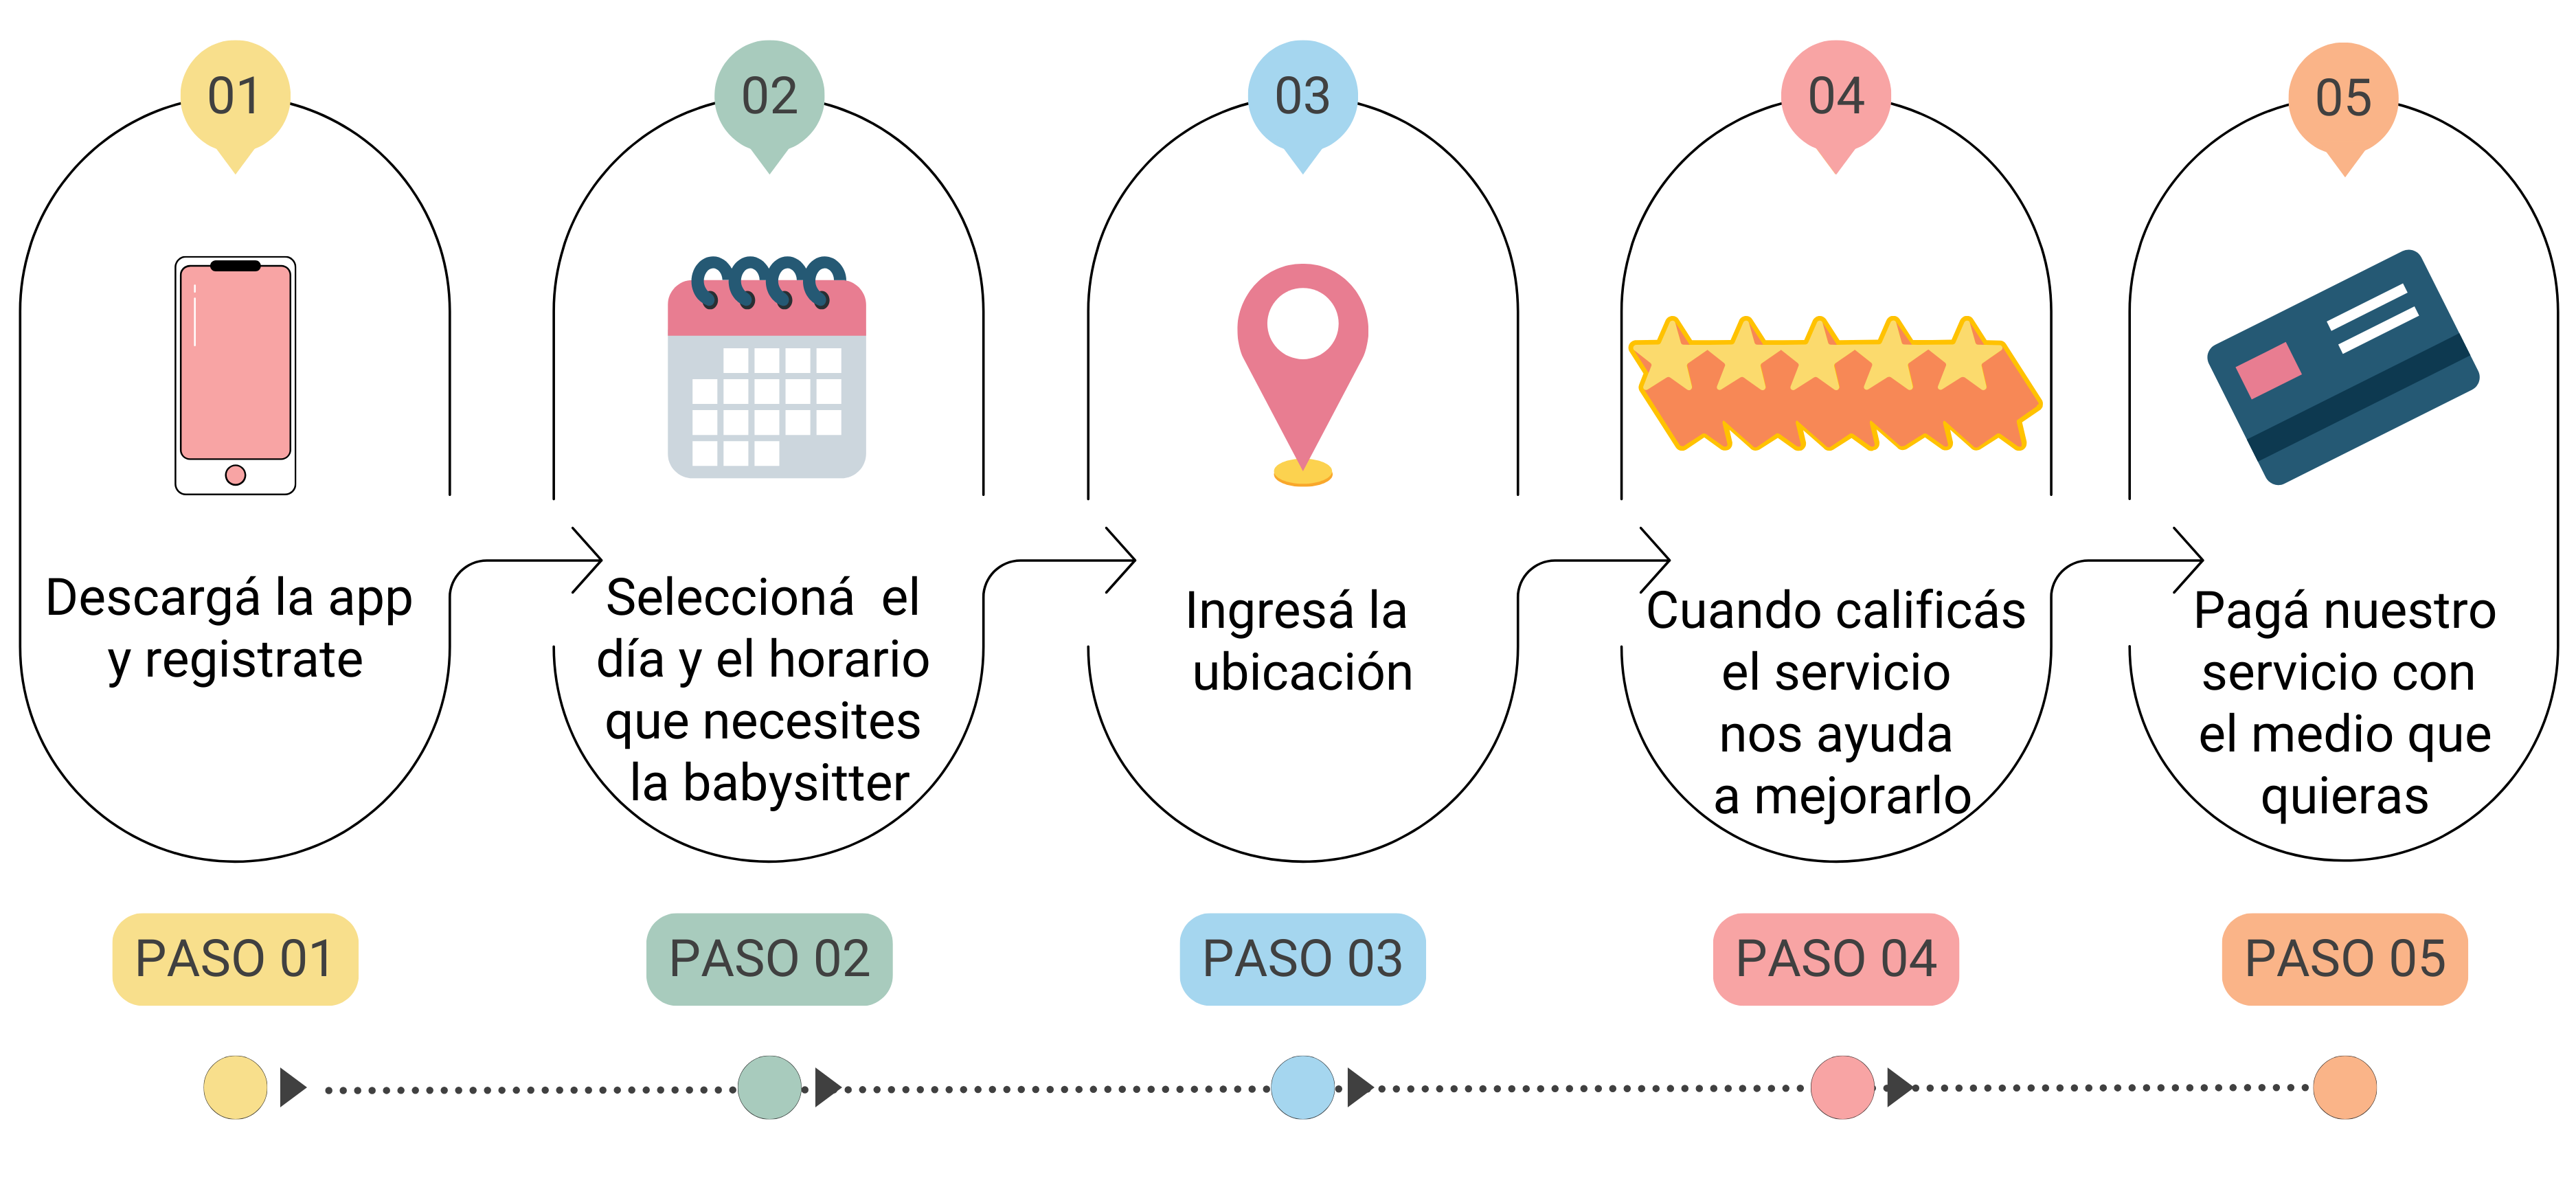 01
02
03
04
05
Descargá la app
y registrate
Seleccioná el
día y el horario
que necesites
la babysitter
Ingresá la
ubicación
Cuando calificás
el servicio
nos ayuda
a mejorarlo
Pagá nuestro
servicio con
el medio que
quieras
PASO 01
PASO 02
PASO 03
PASO 04
PASO 05